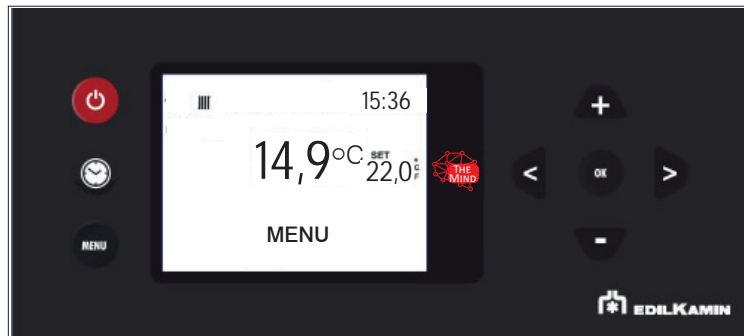 15:36
14,9°C SET 22,0 °C F
MENU
MENU
THE MIND
+
< OK >
-
EDILKAMIN